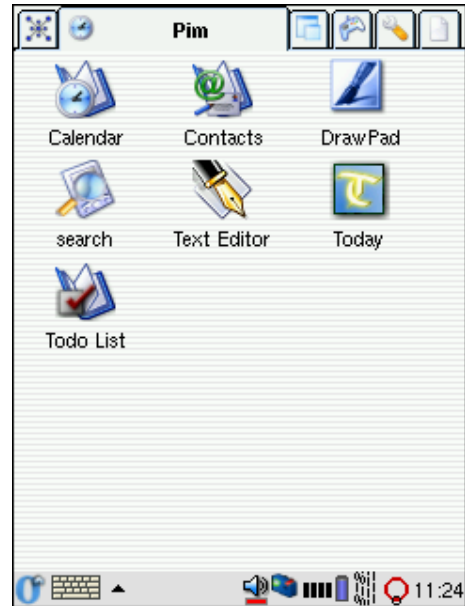 Pim
Calendar Contacts DrawPad
search Text Editor Today
Todo List
11:24